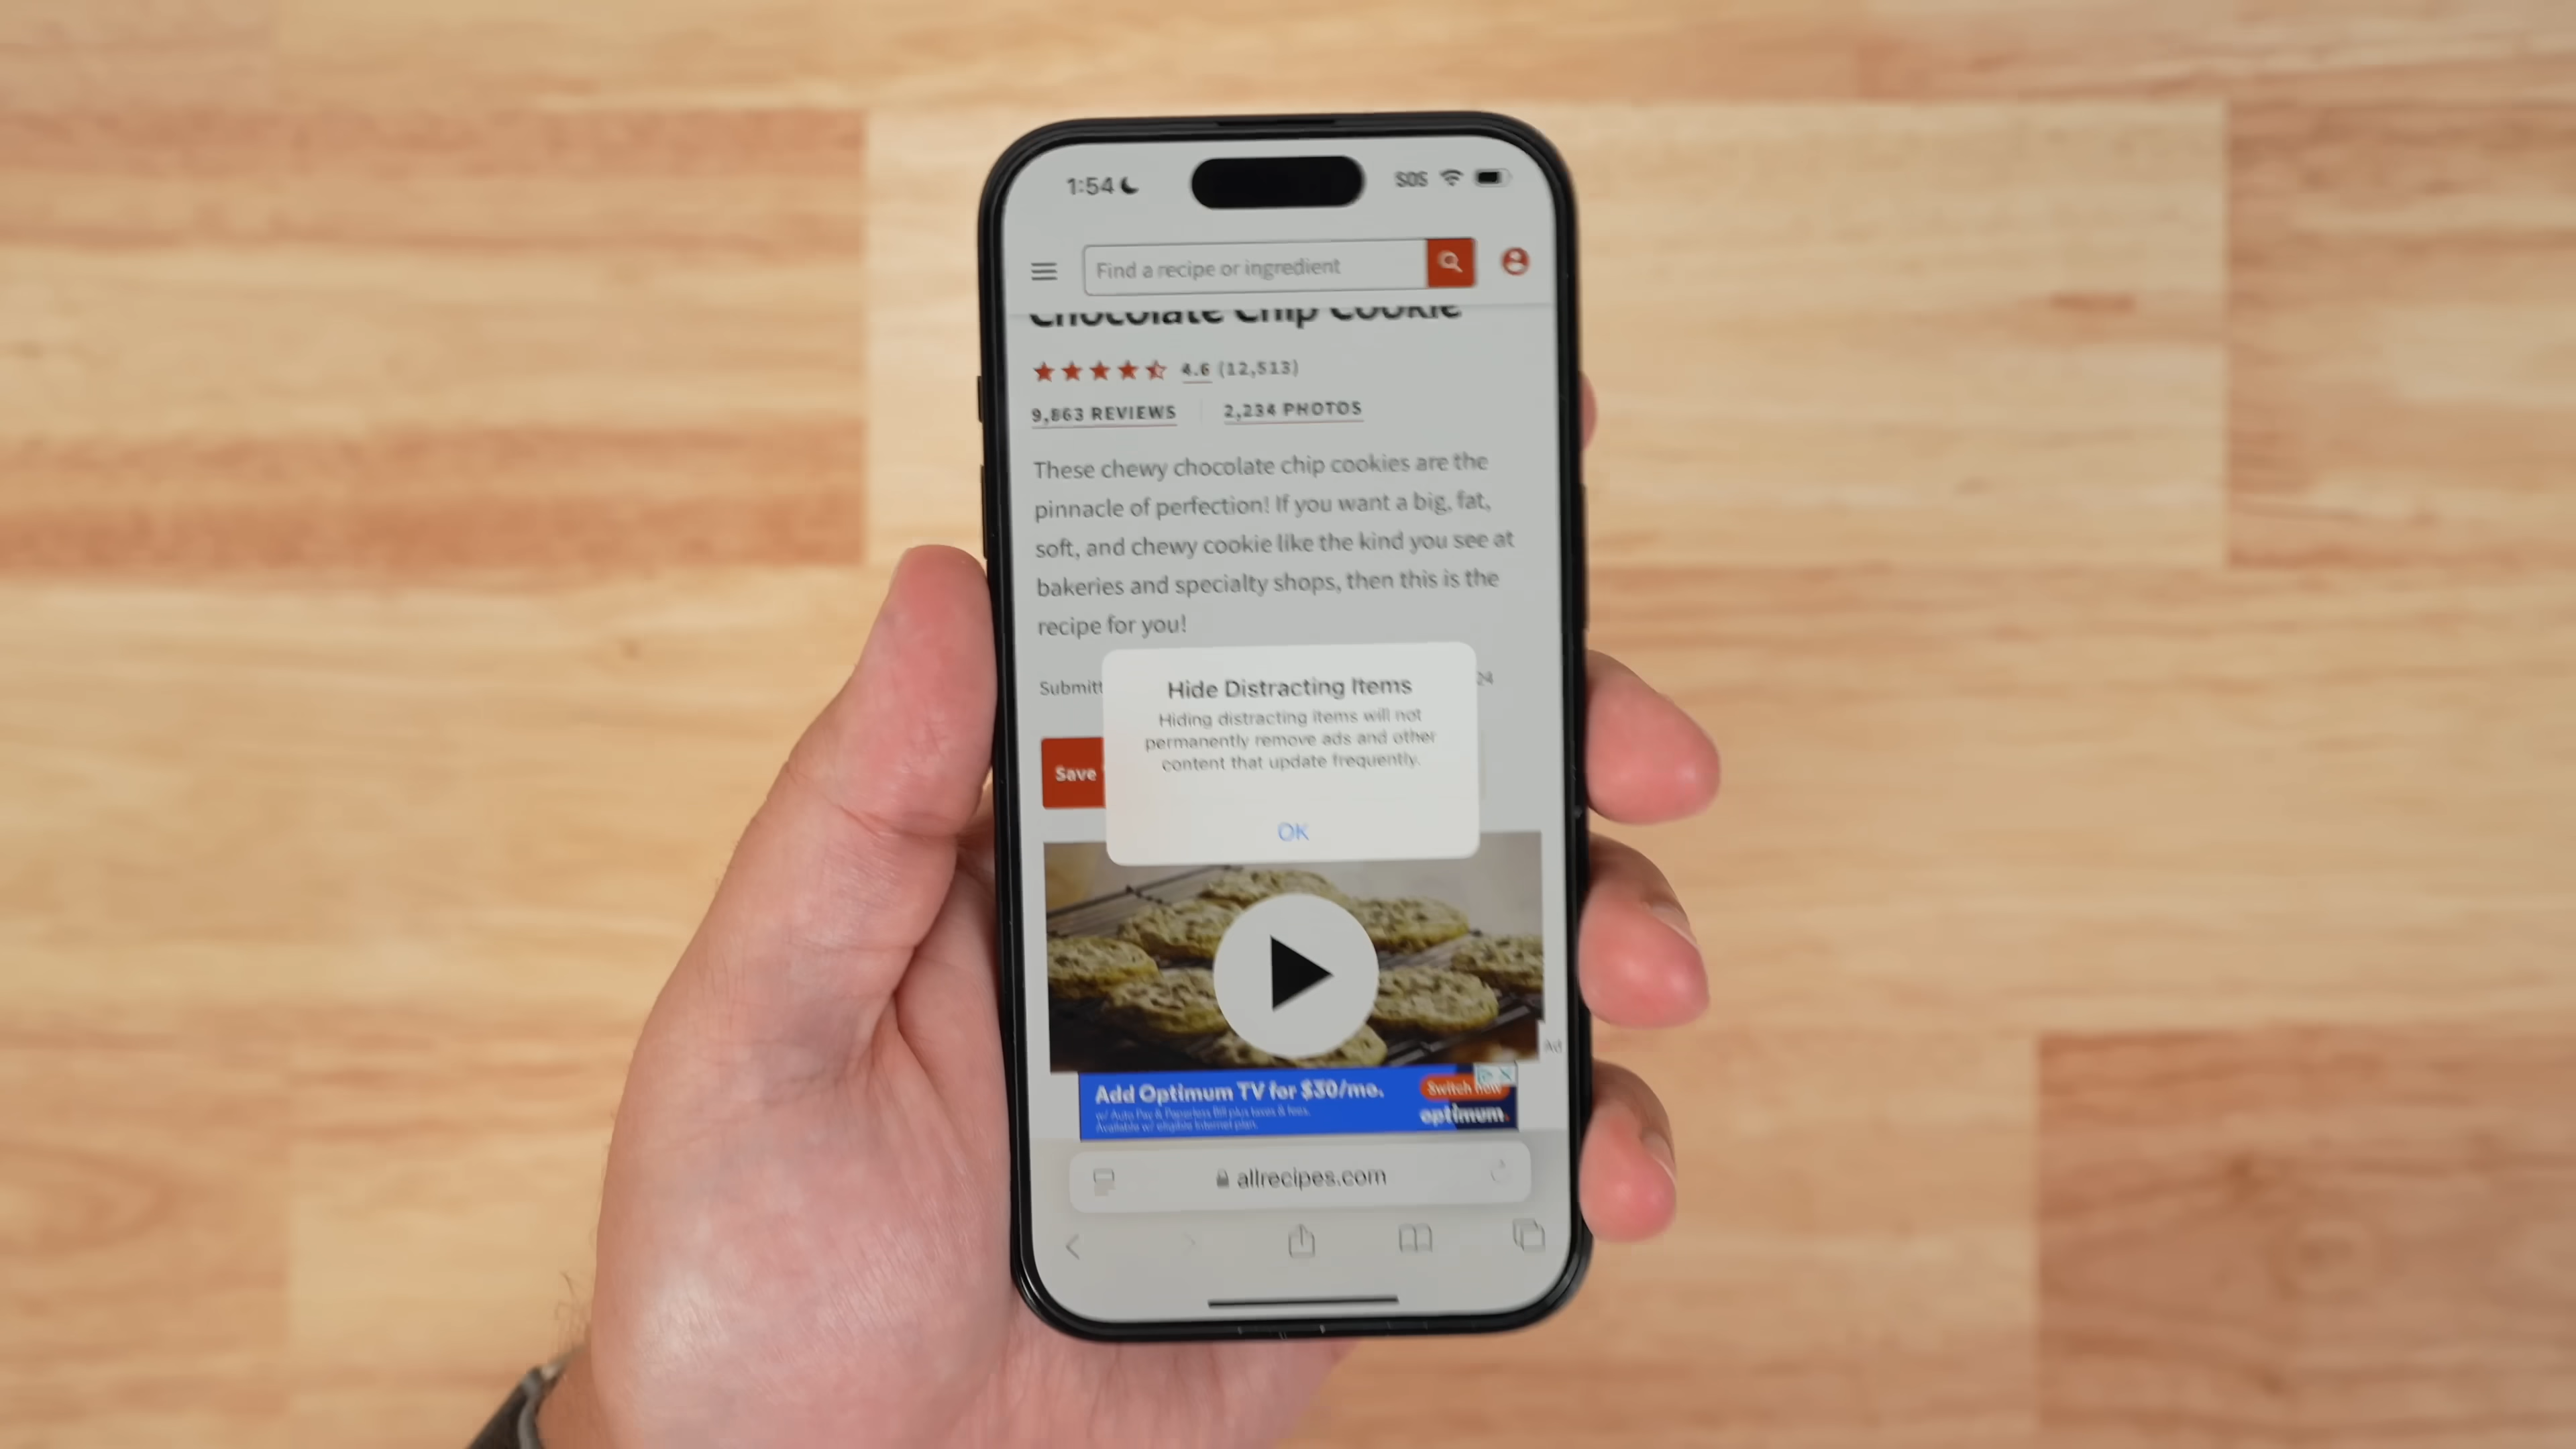 1:54
SOS
Find a recipe or ingredient
Chocolate Chip Cookie
4.6 (12,513)
9,863 REVIEWS
2,234 PHOTOS
These chewy chocolate chip cookies are the
pinnacle of perfection! If you want a big, fat,
soft, and chewy cookie like the kind you see at
bakeries and specialty shops, then this is the
recipe for you!
Submitt
24
Hide Distracting Items
Hiding distracting items will not
permanently remove ads and other
content that update frequently.
OK
Save
Ad
Add Optimum TV for $30/mo.
w/ Auto Pay & Paperless Bill plus taxes & fees.
Available w/ eligible internet plan.
Switch now
optimum.
allrecipes.com